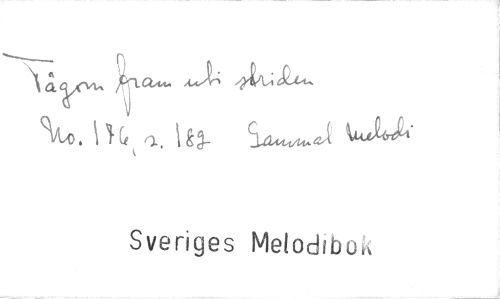 Tågom fram uti striden
No. 176, s. 182 Gammal melodi
Sveriges Melodibok